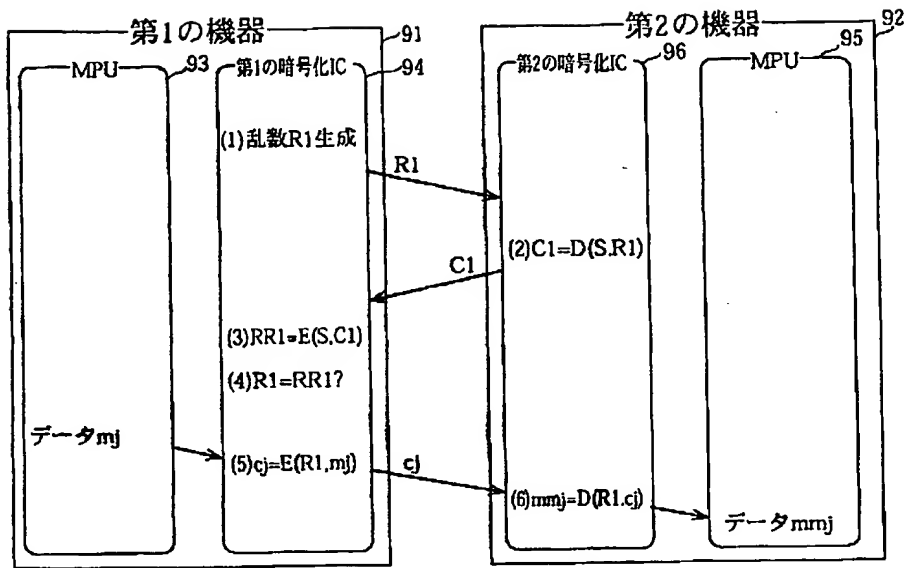 第1の機器
91
MPU
93
第1の暗号化IC
94
(1)乱数R1生成
R1
C1
(3)RR1=E(S,C1)
(4)R1=RR1?
データmj
(5)cj=E(R1,mj)
cj
第2の機器
92
第2の暗号化IC
96
MPU
95
(2)C1=D(S,R1)
(6)mmj=D(R1,cj)
データmmj